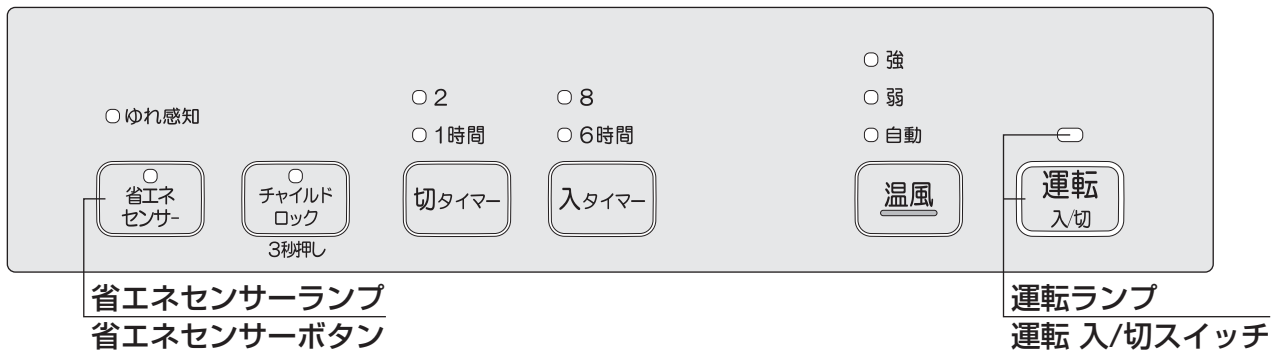 強
2
8
弱
ゆれ感知
1時間
6時間
自動
省エネ
センサー
チャイルド
ロック
切タイマー
入タイマー
温風
運転
入/切
3秒押し
省エネセンサーランプ
省エネセンサーボタン
運転ランプ
運転 入/切スイッチ